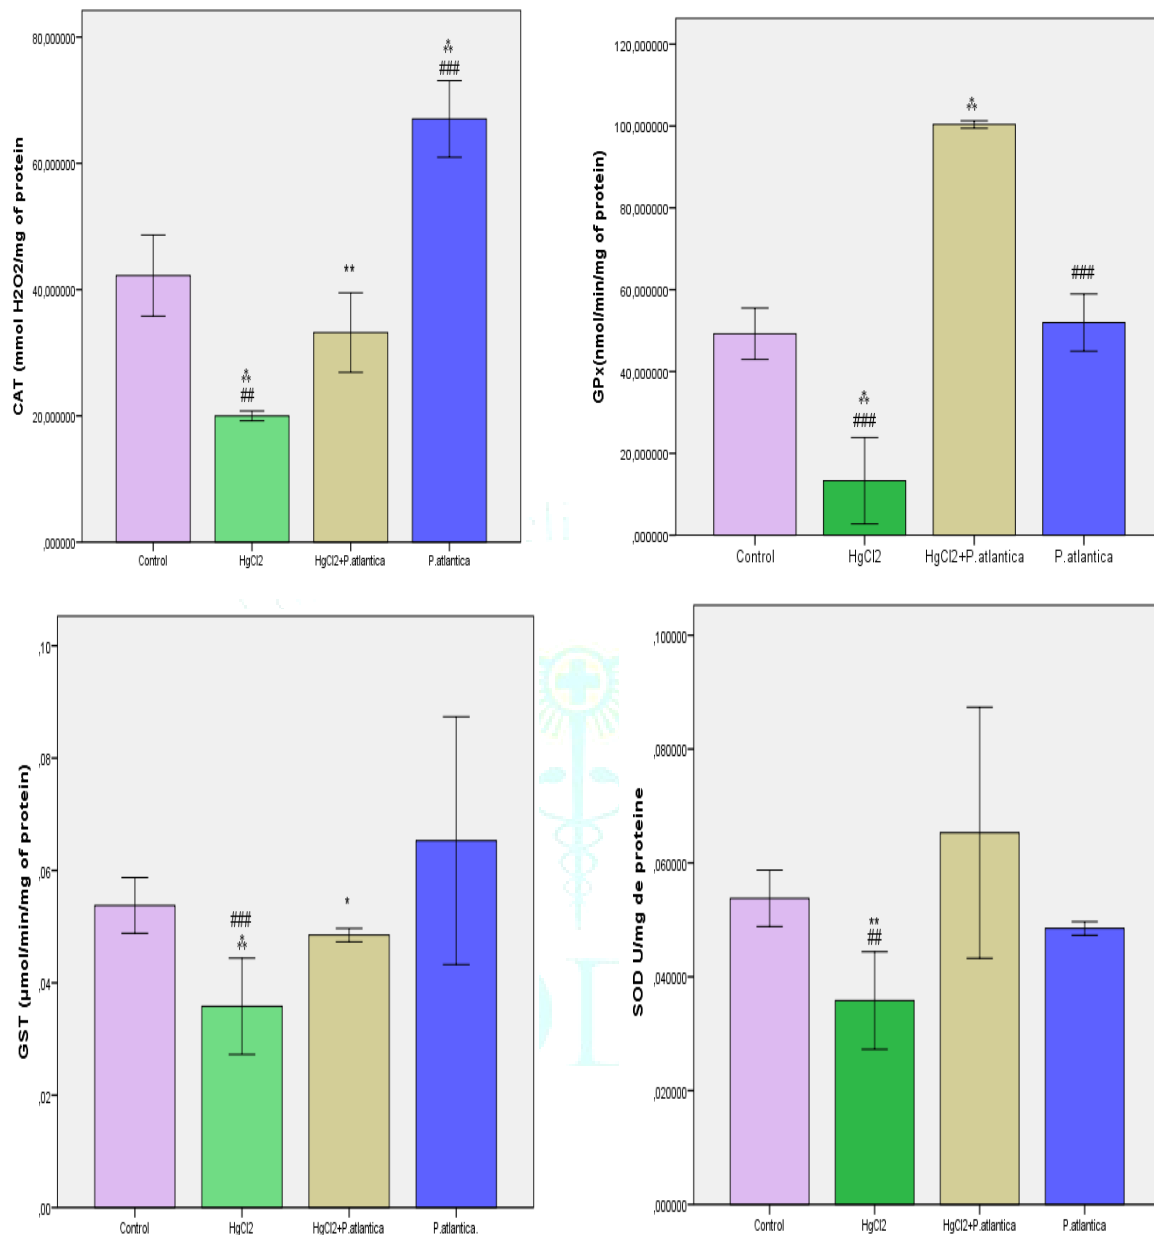 80,000000
60,000000
40,000000
20,000000
,000000
CAT (mmol H2O2/mg of protein
⁂
##
**
⁂
###
Control
HgCl2
HgCl2+P.atlantica
P.atlantica
120,000000
100,000000
80,000000
60,000000
40,000000
20,000000
,000000
GPx(nmol/min/mg of protein)
⁂
###
⁂
###
Control
HgCl2
HgCl2+P.atlantica
P.atlantica
,10
,08
,06
,04
,02
,00
GST (µmol/min/mg of protein)
###
⁂
*
Control
HgCl2
HgCl2+P.atlantica
P.atlantica.
,100000
,080000
,060000
,040000
,020000
,000000
SOD U/mg de proteine
**
##
Control
HgCl2
HgCl2+P.atlantica
P.atlantica